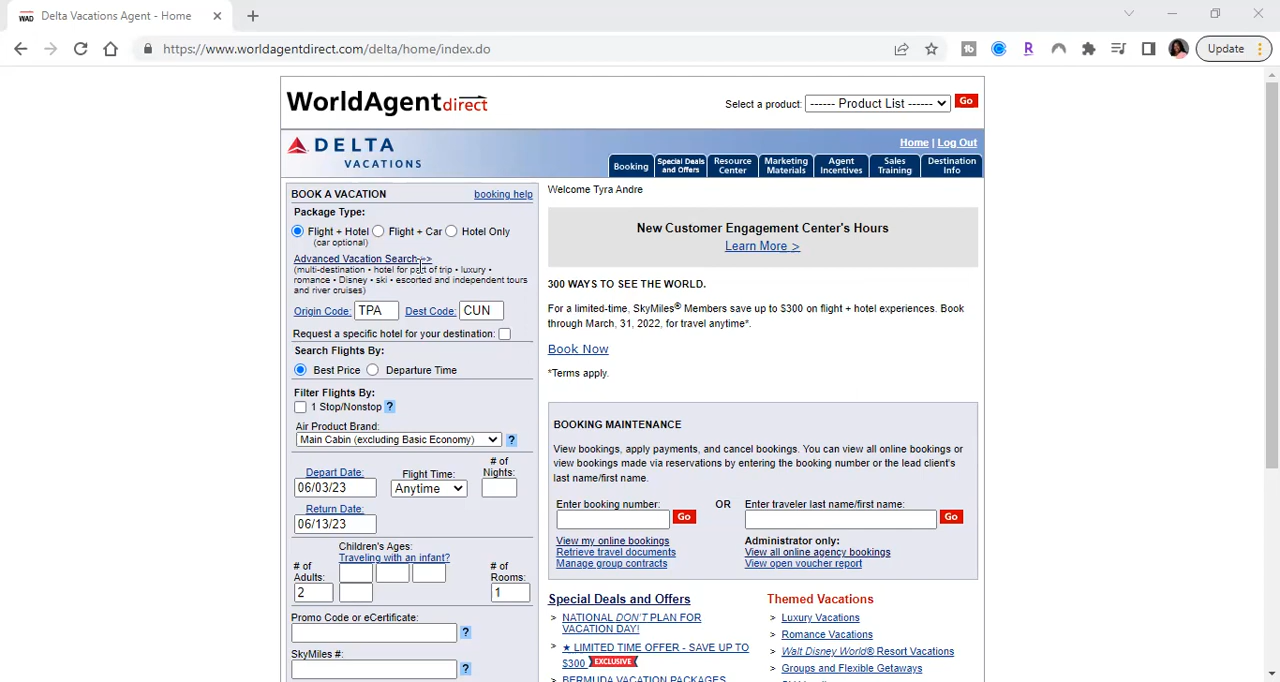 WAD Delta Vacations Agent - Home
https://www.worldagentdirect.com/delta/home/index.do
Update
WorldAgentdirect
Select a product: ------ Product List ------ Go
DELTA
VACATIONS
Home | Log Out
Booking
Special Deals
and Offers
Resource
Center
Marketing
Materials
Agent
Incentives
Sales
Training
Destination
Info
BOOK A VACATION booking help
Package Type:
Flight + Hotel Flight + Car Hotel Only
(car optional)
Advanced Vacation Search >>
(multi-destination • hotel for part of trip • luxury •
romance • Disney • ski • escorted and independent tours
and river cruises)
Origin Code: TPA Dest Code: CUN
Request a specific hotel for your destination:
Search Flights By:
Best Price Departure Time
Filter Flights By:
1 Stop/Nonstop ?
Air Product Brand:
Main Cabin (excluding Basic Economy) ?
Depart Date: Flight Time: # of
Nights:
06/03/23 Anytime
Return Date:
06/13/23
Children's Ages:
Traveling with an infant?
# of
Adults:
# of
Rooms:
2 1
Promo Code or eCertificate:
?
SkyMiles #:
?
Welcome Tyra Andre
New Customer Engagement Center's Hours
Learn More >
300 WAYS TO SEE THE WORLD.
For a limited-time, SkyMiles® Members save up to $300 on flight + hotel experiences. Book
through March, 31, 2022, for travel anytime*.
Book Now
*Terms apply.
BOOKING MAINTENANCE
View bookings, apply payments, and cancel bookings. You can view all online bookings or
view bookings made via reservations by entering the booking number or the lead client's
last name/first name.
Enter booking number: OR Enter traveler last name/first name:
Go Go
View my online bookings
Retrieve travel documents
Manage group contracts
Administrator only:
View all online agency bookings
View open voucher report
Special Deals and Offers
> NATIONAL DON'T PLAN FOR
VACATION DAY!
> ★ LIMITED TIME OFFER - SAVE UP TO
$300 EXCLUSIVE
BERMUDA VACATION PACKAGES
Themed Vacations
> Luxury Vacations
> Romance Vacations
> Walt Disney World® Resort Vacations
> Groups and Flexible Getaways